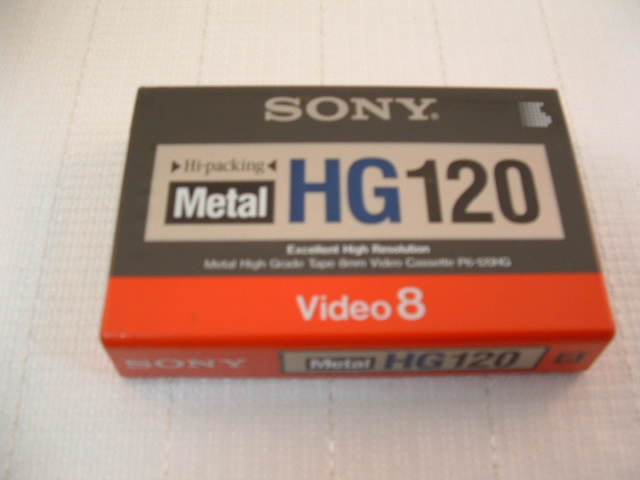 SONY
▶Hi-packing◀
Metal HG120
Excellent High Resolution
Metal High Grade Tape 8mm Video Cassette P6-120HG
Video 8
SONY Metal HG120